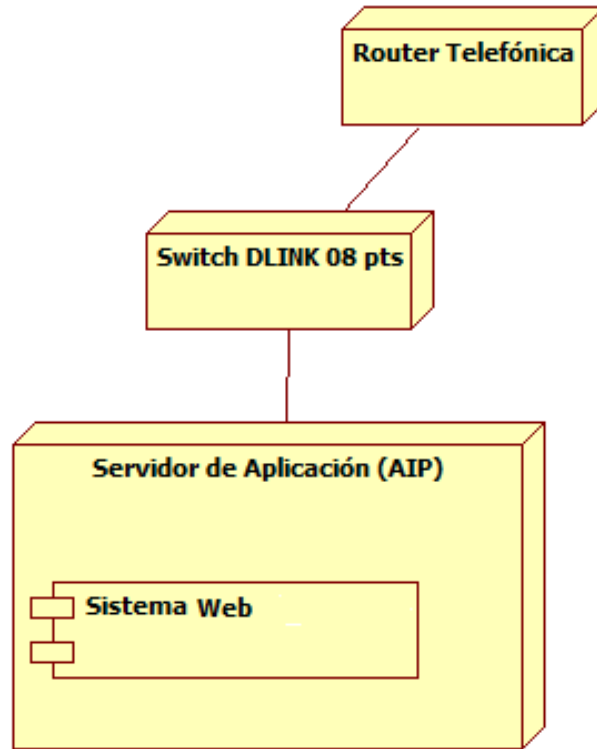 Router Telefónica
Switch DLINK 08 pts
Servidor de Aplicación (AIP)
Sistema Web